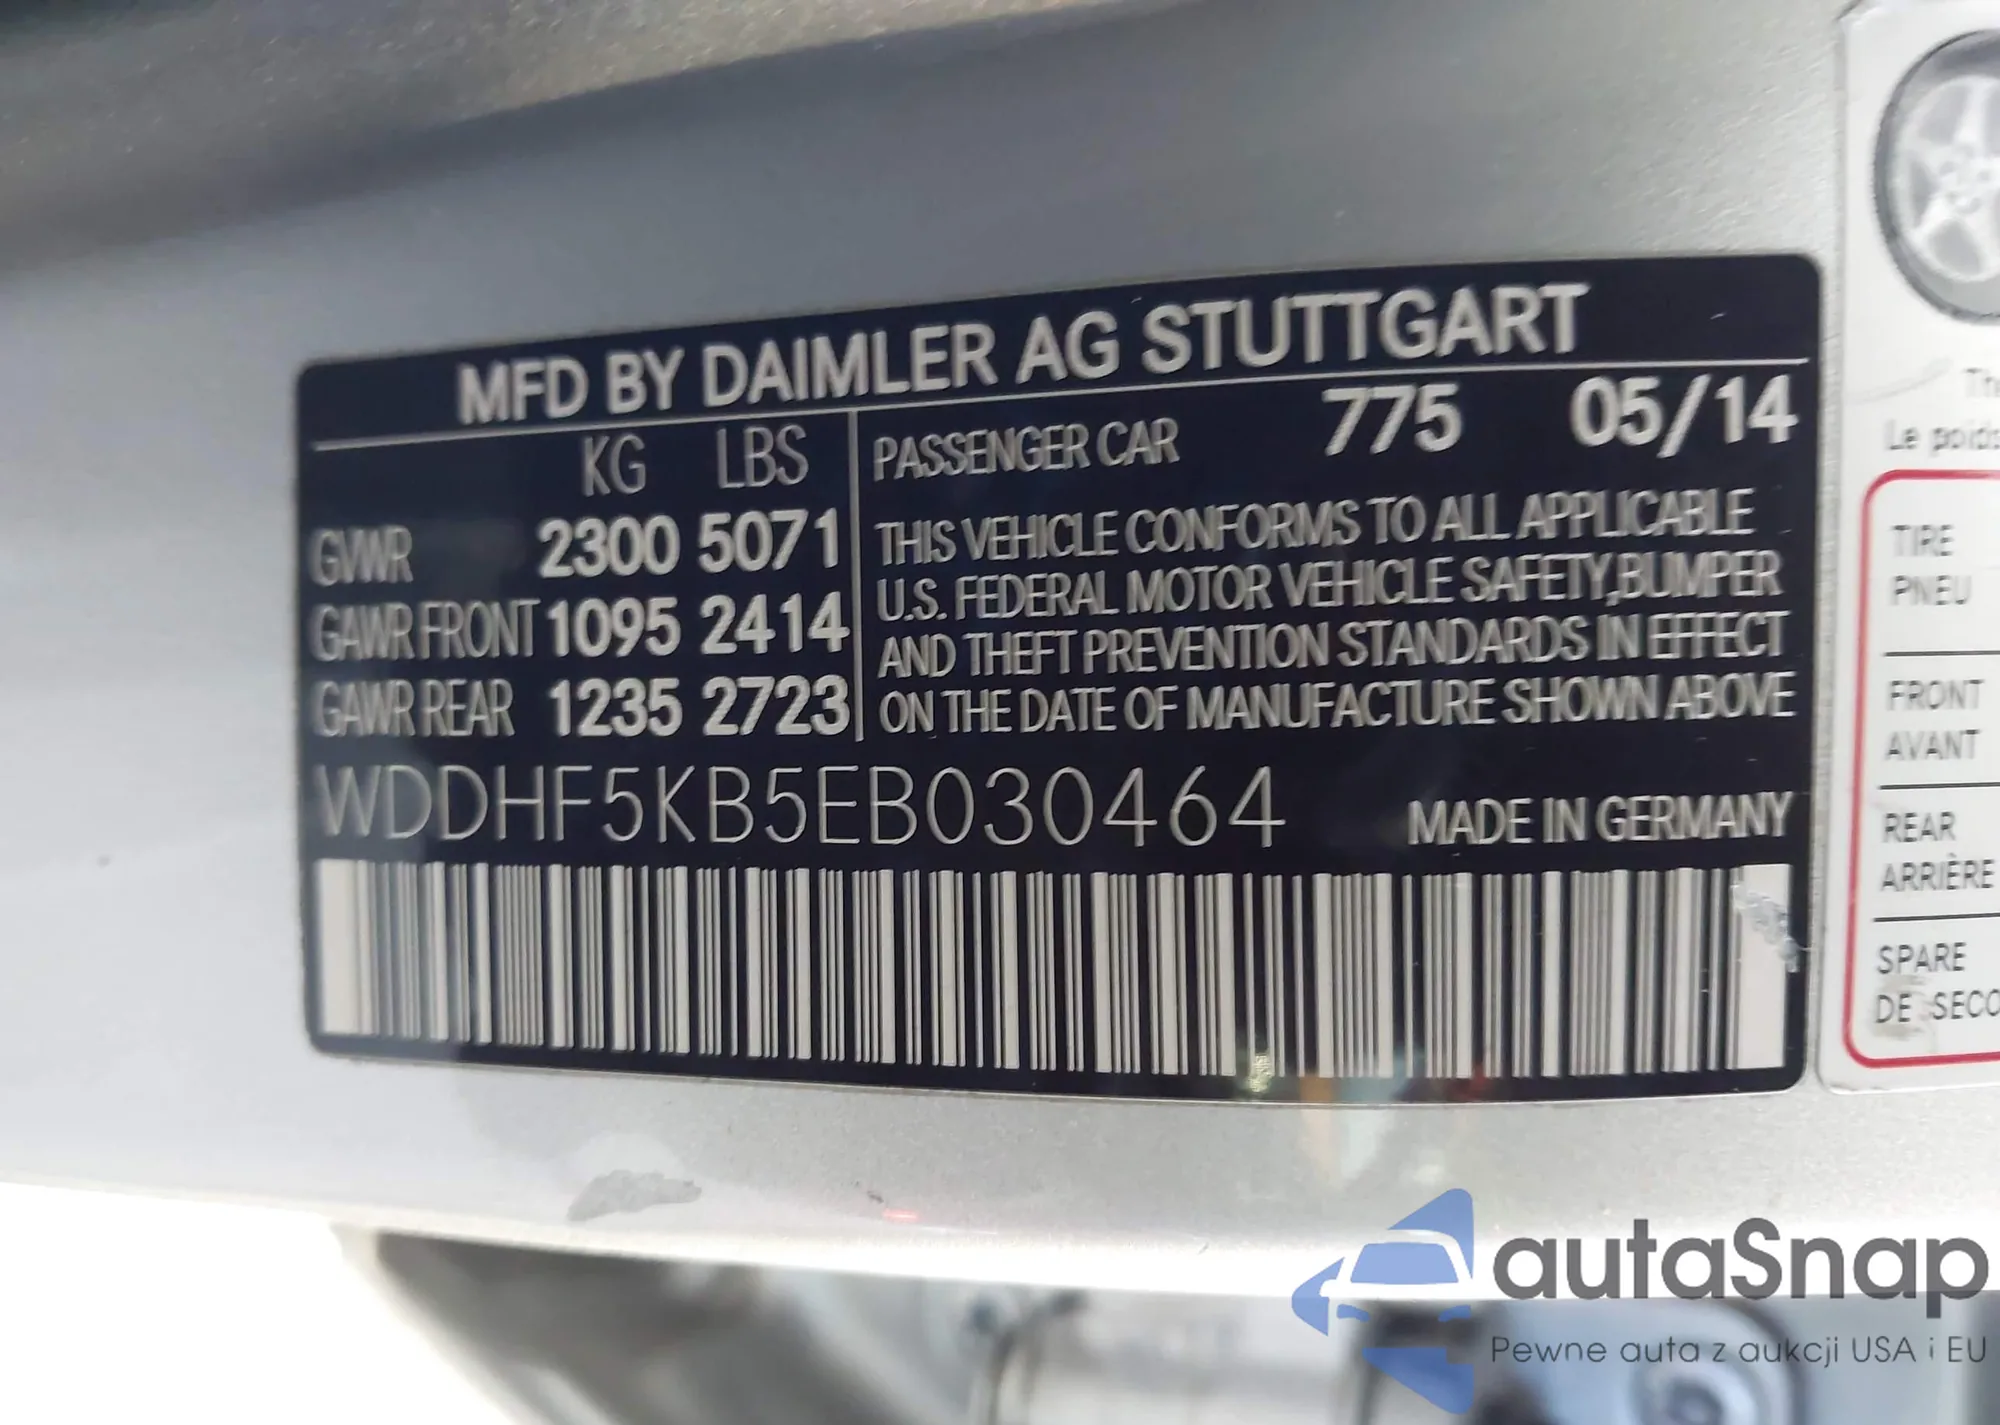 MFD BY DAIMLER AG STUTTGART
KG LBS
GVWR 2300 5071
GAWR FRONT 1095 2414
GAWR REAR 1235 2723
PASSENGER CAR 775 05/14
THIS VEHICLE CONFORMS TO ALL APPLICABLE
U.S. FEDERAL MOTOR VEHICLE SAFETY,BUMPER
AND THEFT PREVENTION STANDARDS IN EFFECT
ON THE DATE OF MANUFACTURE SHOWN ABOVE
WDDHF5KB5EB030464 MADE IN GERMANY
Le
TIRE
PNEU
FRONT
AVANT
REAR
ARRIÈRE
SPARE
DE
autaSnap
Pewne auta z aukcji USA i EU